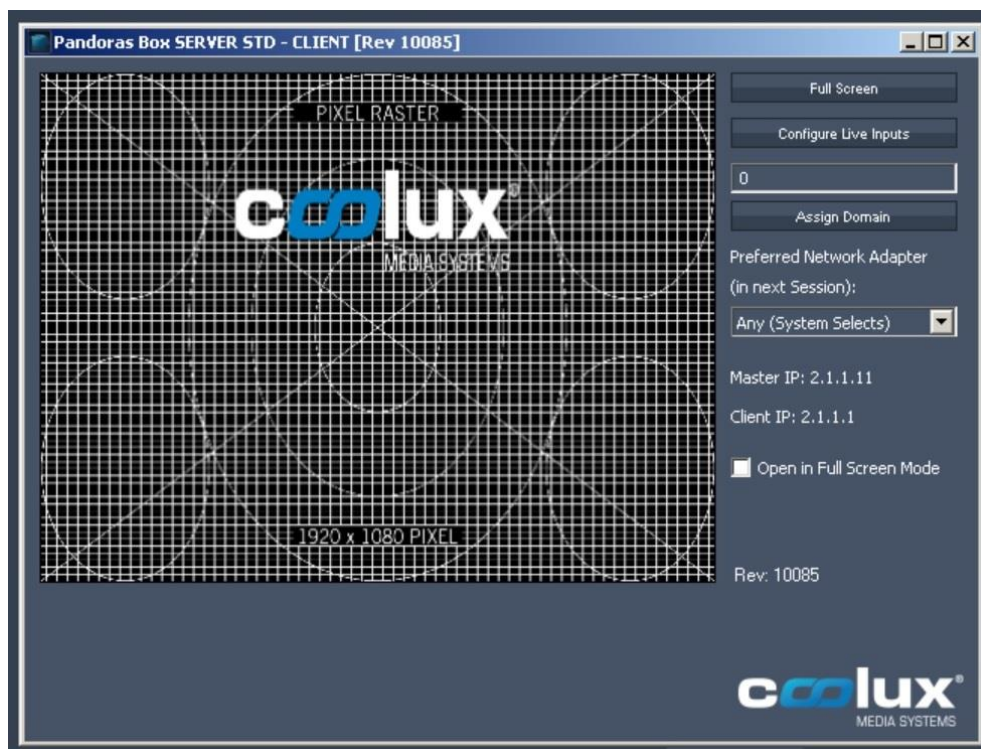 Pandoras Box SERVER STD - CLIENT [Rev 10085]
PIXEL RASTER
coolux®
MEDIA SYSTEMS
1920 x 1080 PIXEL
Full Screen
Configure Live Inputs
0
Assign Domain
Preferred Network Adapter
(in next Session):
Any (System Selects)
Master IP: 2.1.1.11
Client IP: 2.1.1.1
Open in Full Screen Mode
Rev: 10085
coolux®
MEDIA SYSTEMS